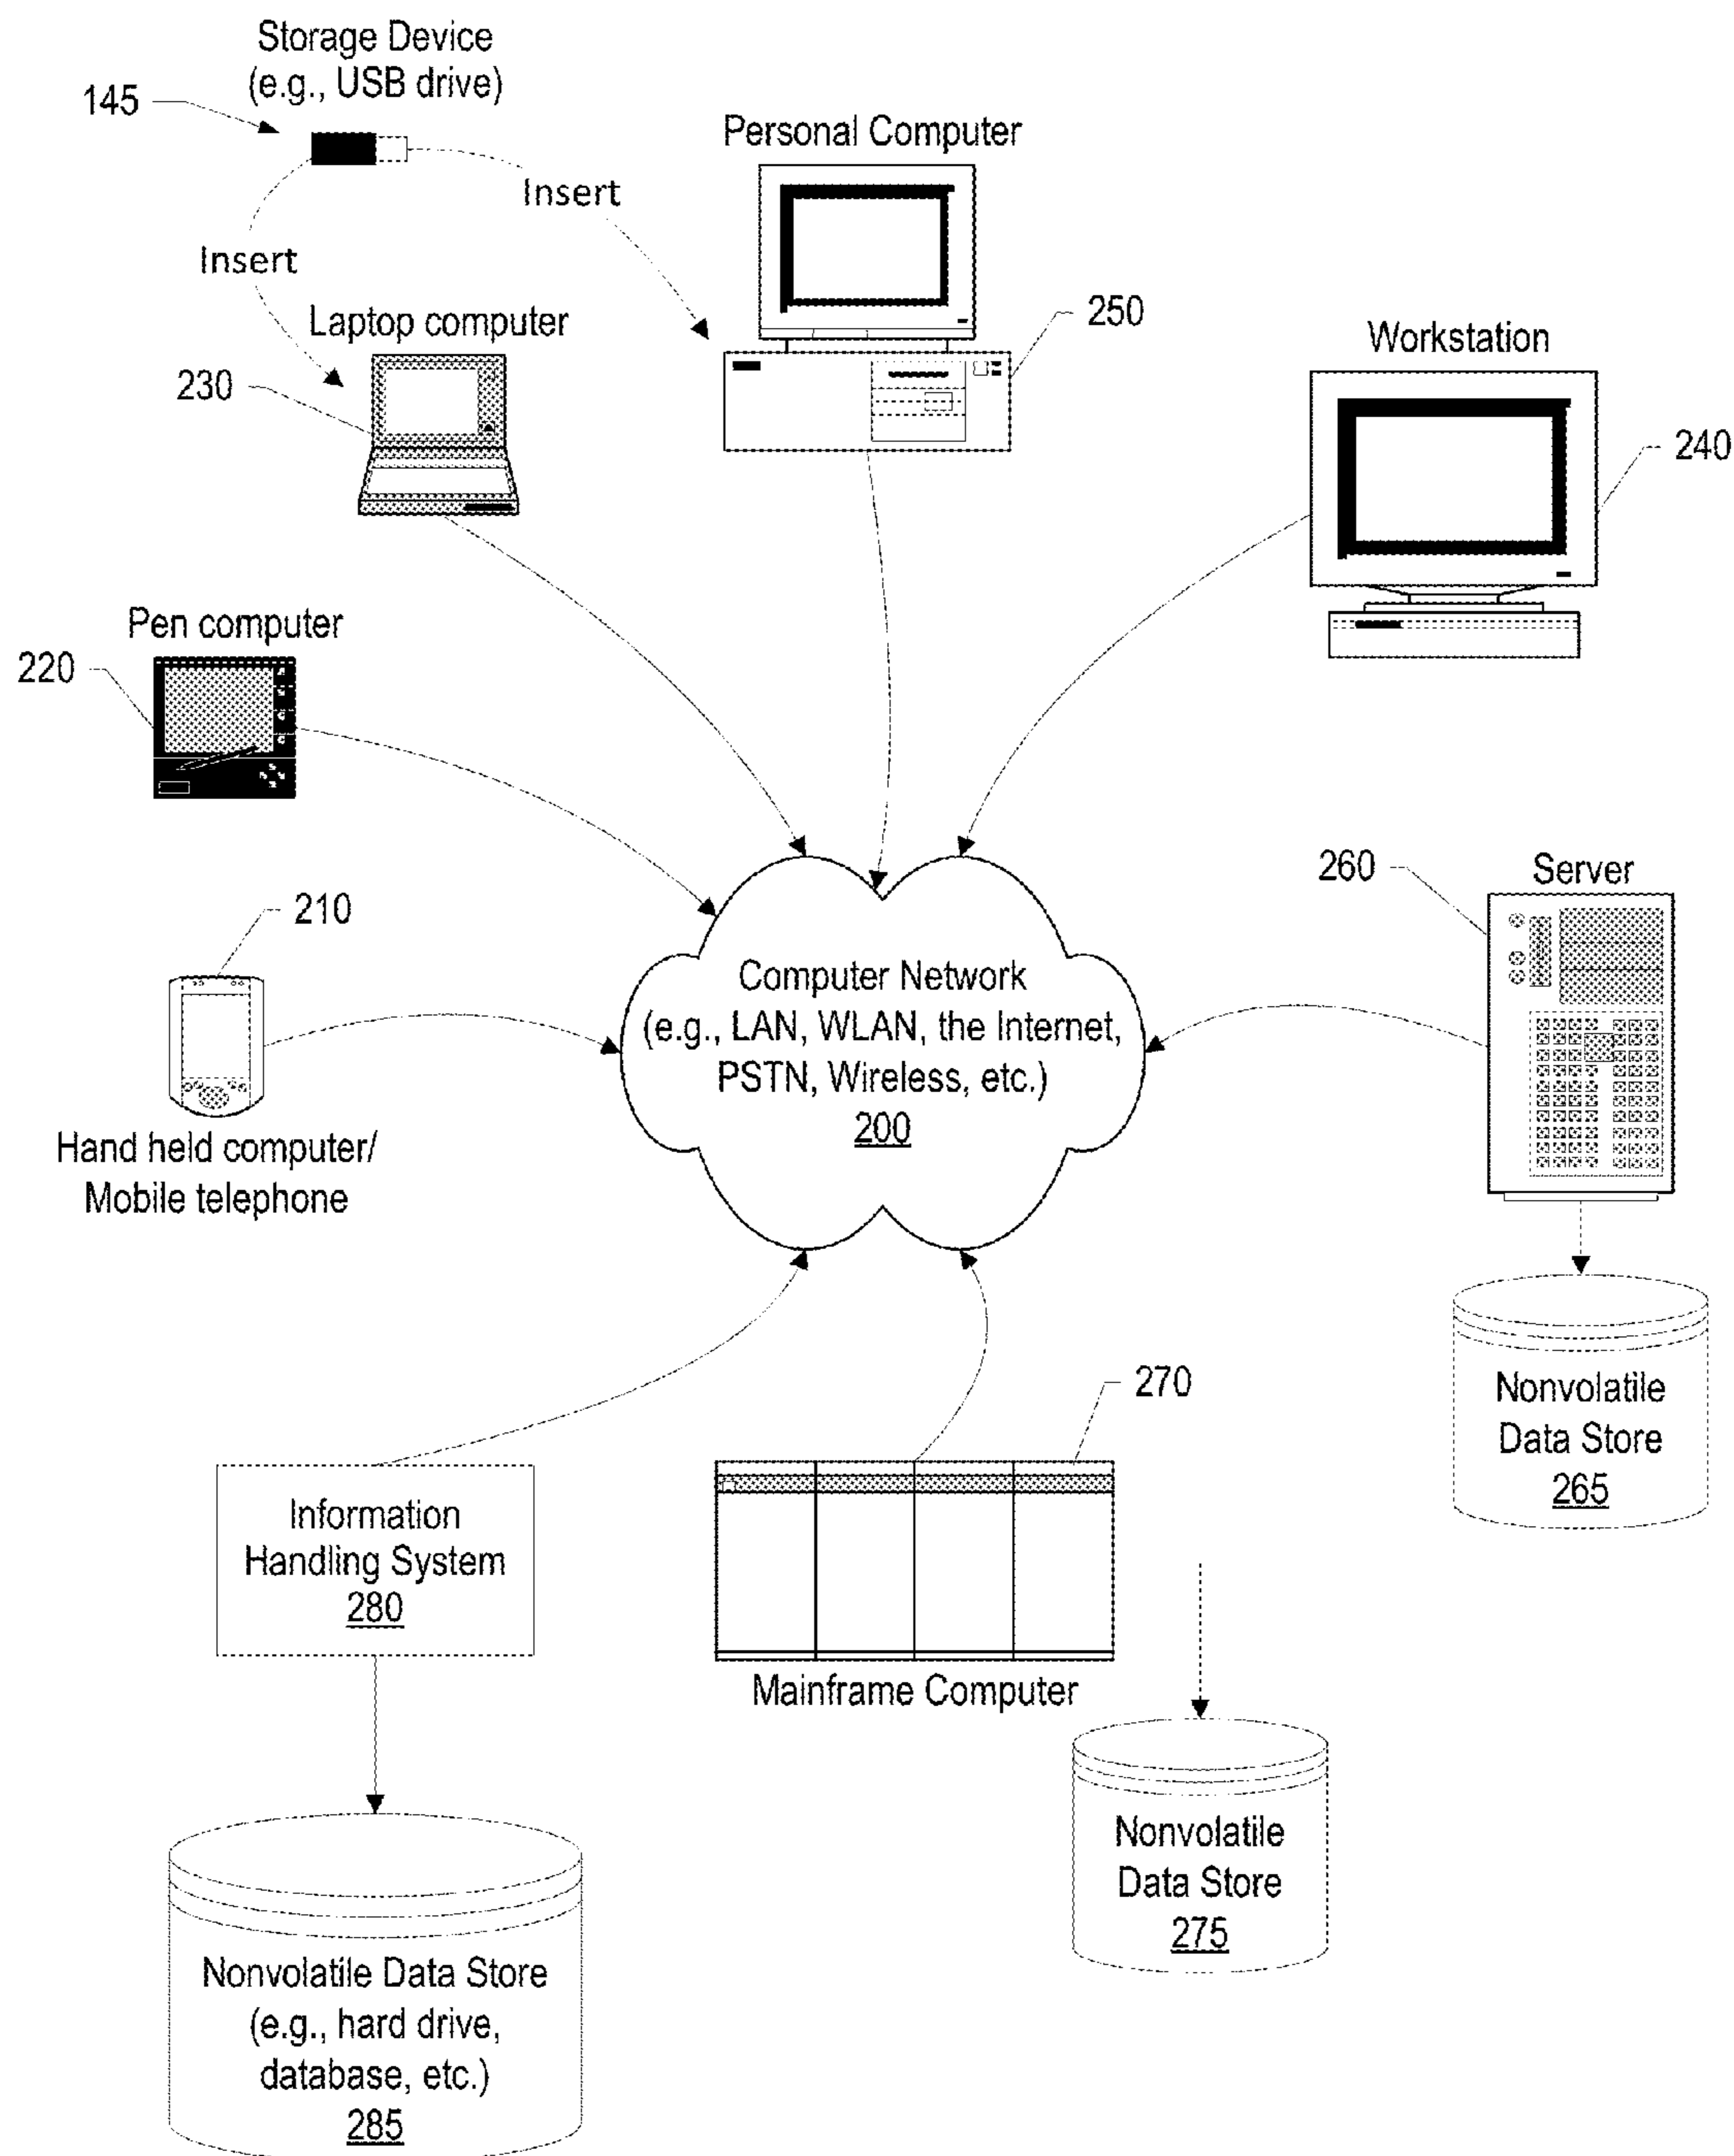 Storage Device
(e.g., USB drive)
145
Personal Computer
Insert
Insert
250
Laptop computer
230
Workstation
240
Pen computer
220
210
Hand held computer/
Mobile telephone
Computer Network
(e.g., LAN, WLAN, the Internet,
PSTN, Wireless, etc.)
200
260
Server
Nonvolatile
Data Store
265
270
Information
Handling System
280
Mainframe Computer
Nonvolatile
Data Store
275
Nonvolatile Data Store
(e.g., hard drive,
database, etc.)
285